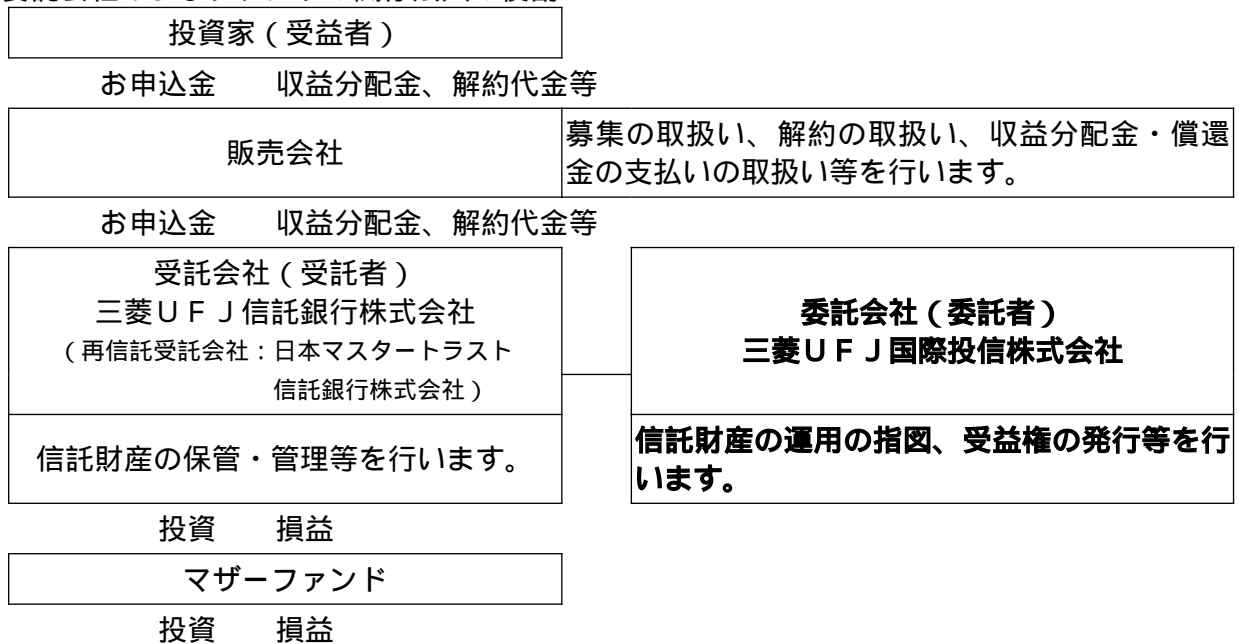 投資家（受益者）
お申込金　　収益分配金、解約代金等
販売会社
募集の取扱い、解約の取扱い、収益分配金・償還
金の支払いの取扱い等を行います。
お申込金　　収益分配金、解約代金等
受託会社（受託者）
三菱ＵＦＪ信託銀行株式会社
（再信託受託会社：日本マスタートラスト
信託銀行株式会社）
委託会社（委託者）
三菱ＵＦＪ国際投信株式会社
信託財産の保管・管理等を行います。
信託財産の運用の指図、受益権の発行等を行
います。
投資　　損益
マザーファンド
投資　　損益